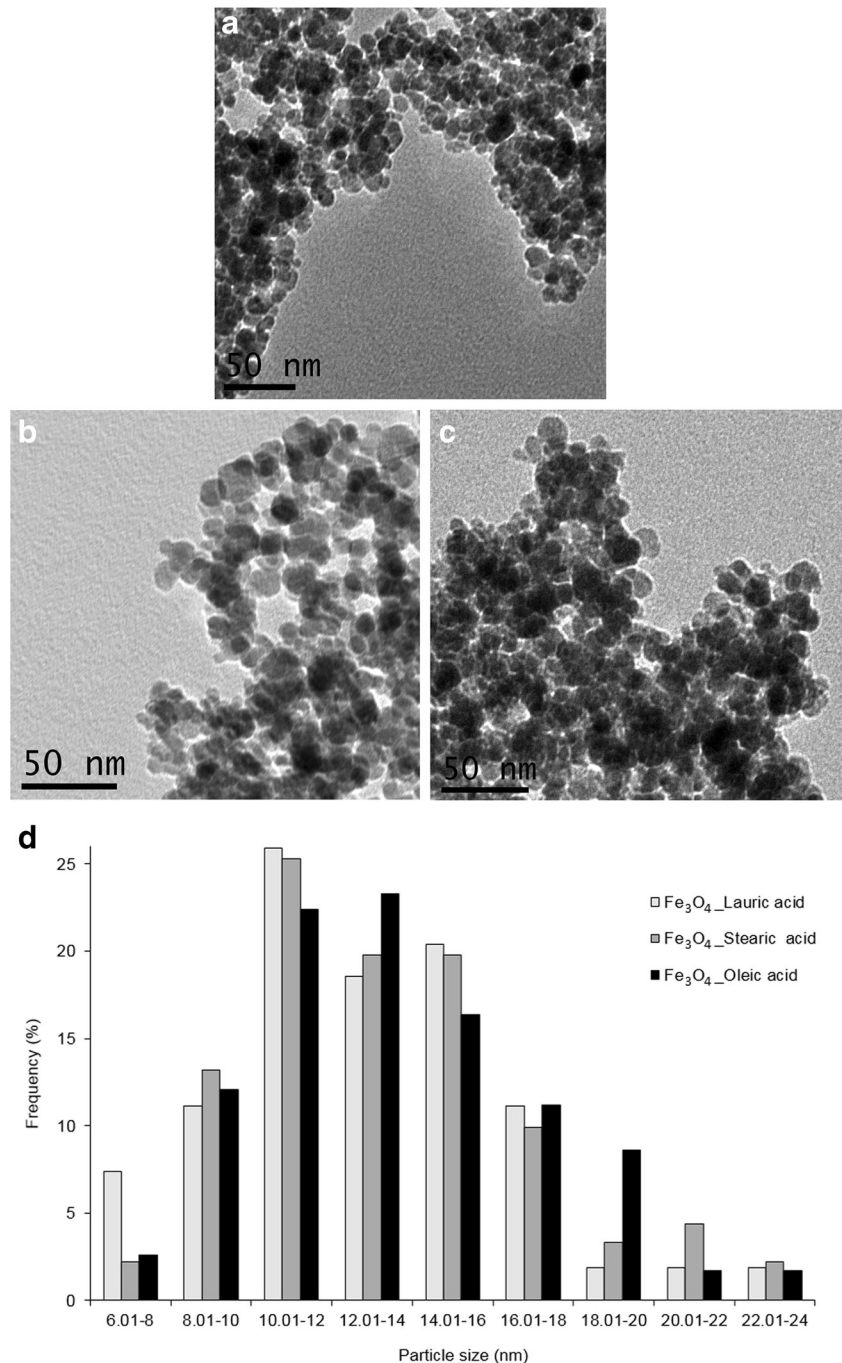 a
50 nm
b
c
50 nm
50 nm
d
25
20
15
10
5
0
Frequency (%)
Fe₃O₄_Lauric acid
Fe₃O₄_Stearic acid
Fe₃O₄_Oleic acid
6.01-8 8.01-10 10.01-12 12.01-14 14.01-16 16.01-18 18.01-20 20.01-22 22.01-24
Particle size (nm)